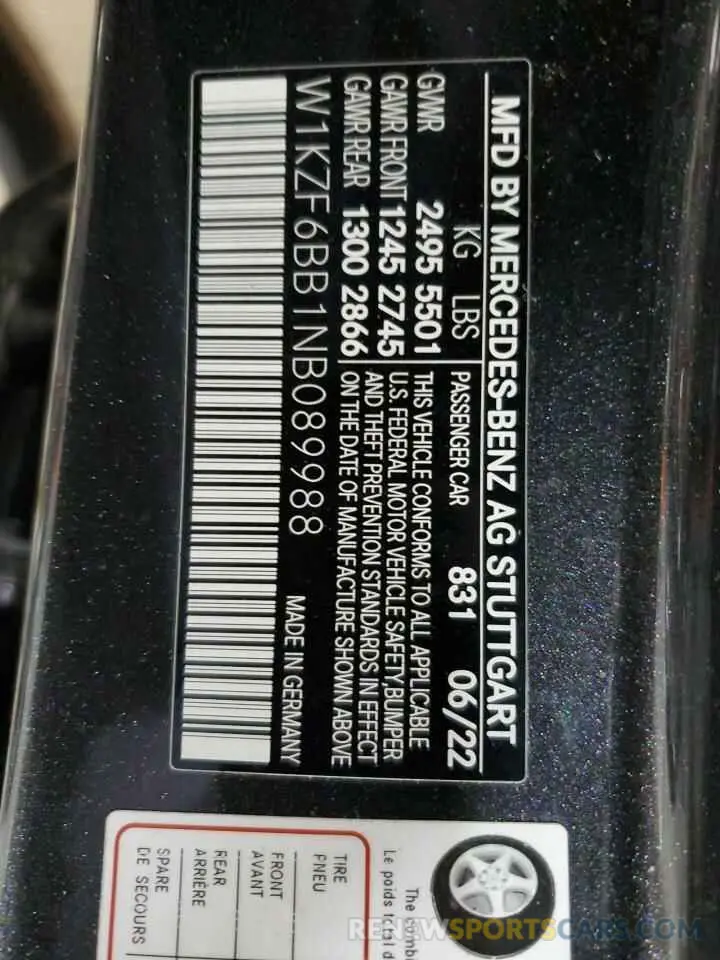 MFD BY MERCEDES-BENZ AG STUTTGART
KG LBS PASSENGER CAR 831 06/22
GVWR 2495 5501
GAWR FRONT 1245 2745
GAWR REAR 1300 2866
THIS VEHICLE CONFORMS TO ALL APPLICABLE
U.S. FEDERAL MOTOR VEHICLE SAFETY,BUMPER
AND THEFT PREVENTION STANDARDS IN EFFECT
ON THE DATE OF MANUFACTURE SHOWN ABOVE
W1KZF6BB1NB089988 MADE IN GERMANY
The combi
Le poids total d
TIRE
PNEU
FRONT
AVANT
REAR
ARRIÈRE
SPARE
DE SECOURS
RENEWSPORTSCARS.COM